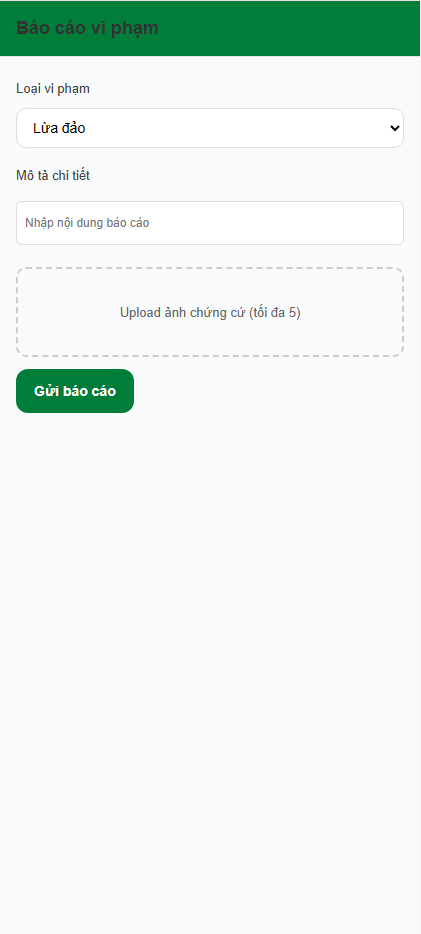 Báo cáo vi phạm
Loại vi phạm
Lừa đảo
Mô tả chi tiết
Nhập nội dung báo cáo
Upload ảnh chứng cứ (tối đa 5)
Gửi báo cáo